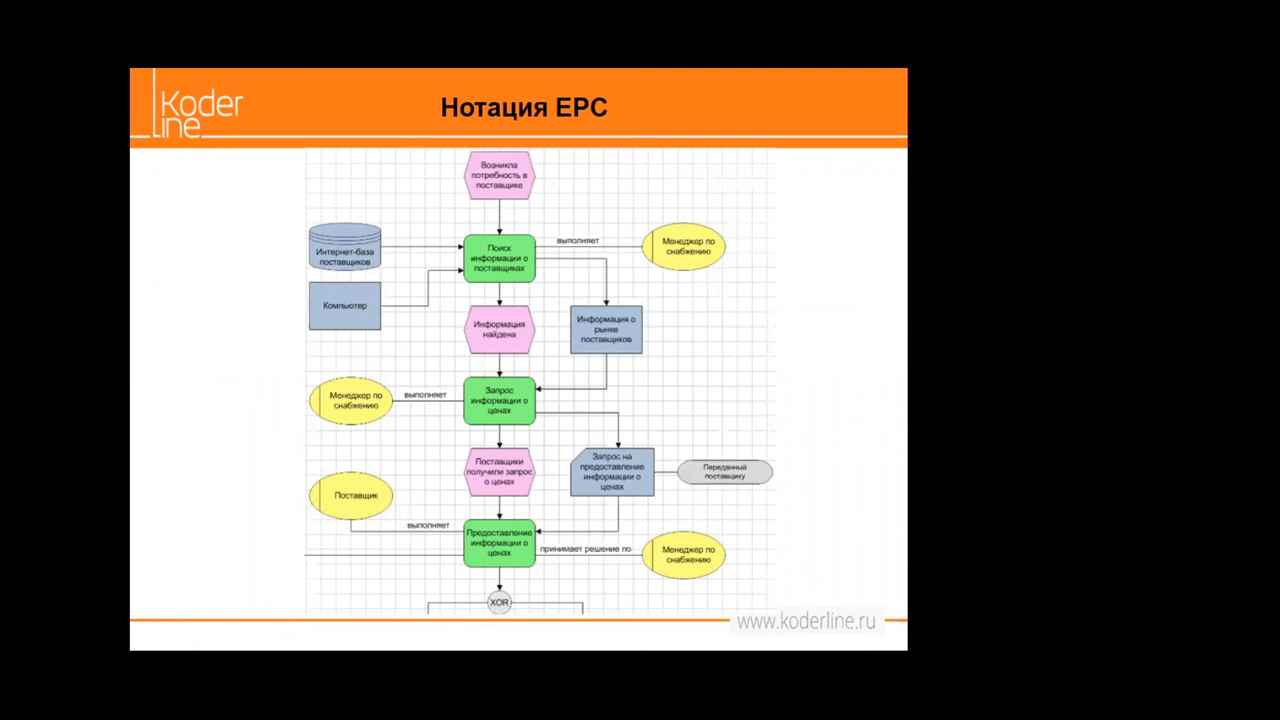 Koder
line
Нотация EPC
Возникла
потребность в
поставщике
Интернет-база
поставщиков
Поиск
информации о
поставщиках
выполняет
Менеджер по
снабжению
Компьютер
Информация
найдена
Информация о
рынке
поставщиков
Менеджер по
снабжению
выполняет
Запрос
информации о
ценах
Поставщики
получили запрос
о ценах
Запрос на
предоставление
информации о
ценах
Переданный
поставщику
Поставщик
выполняет
Предоставление
информации о
ценах
принимает решение по
Менеджер по
снабжению
XOR
www.koderline.ru